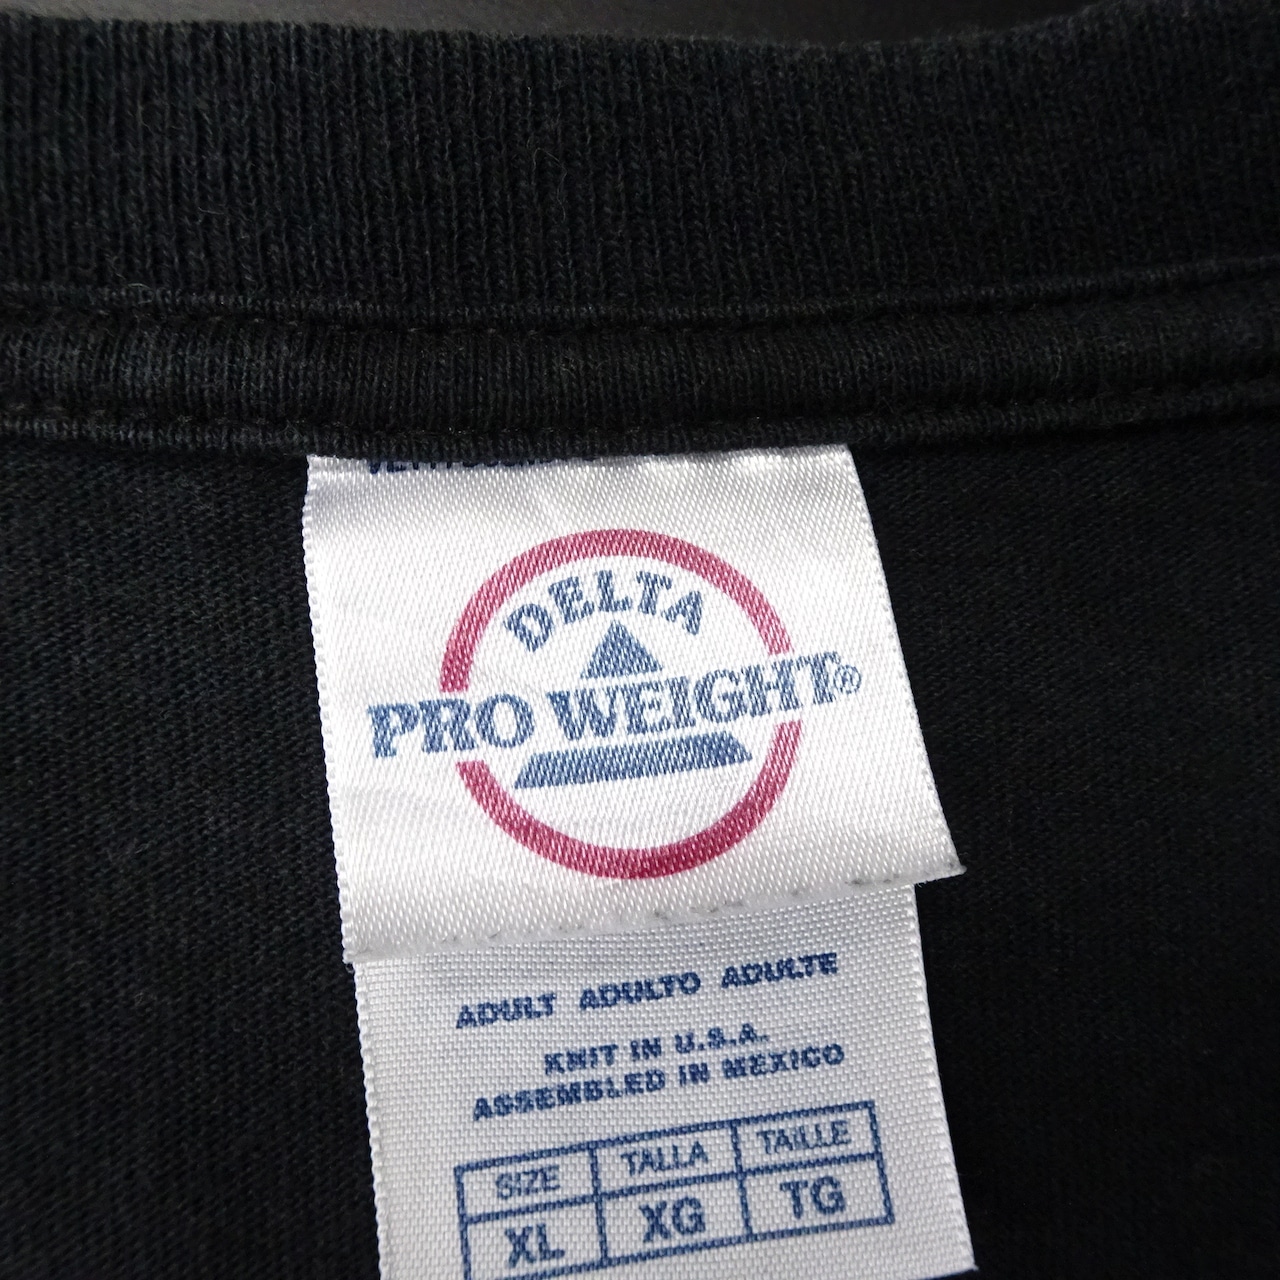 DELTA
PRO WEIGHT®
ADULT ADULTO ADULTE
KNIT IN U.S.A.
ASSEMBLED IN MEXICO
SIZE TALLA TAILLE
XL XG TG